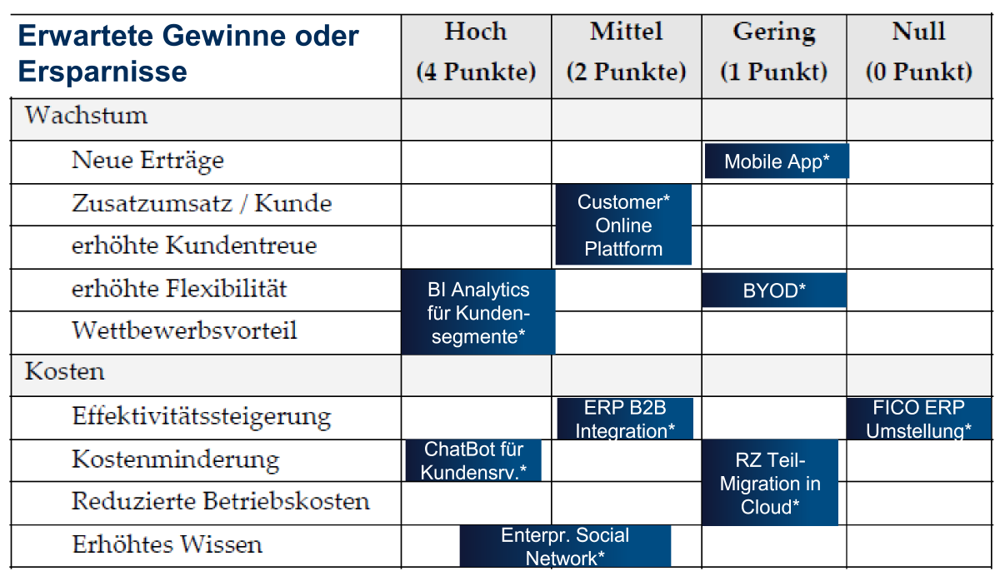 Erwartete Gewinne oder
Ersparnisse
Hoch
(4 Punkte)
Mittel
(2 Punkte)
Gering
(1 Punkt)
Null
(0 Punkt)
Wachstum
Neue Erträge
Mobile App*
Zusatzumsatz / Kunde
Customer*
Online
Plattform
erhöhte Kundentreue
erhöhte Flexibilität
BI Analytics
für Kunden-
segmente*
BYOD*
Wettbewerbsvorteil
Kosten
Effektivitätssteigerung
ERP B2B
Integration*
FICO ERP
Umstellung*
Kostenminderung
ChatBot für
Kundensrv.*
RZ Teil-
Migration in
Cloud*
Reduzierte Betriebskosten
Erhöhtes Wissen
Enterpr. Social
Network*